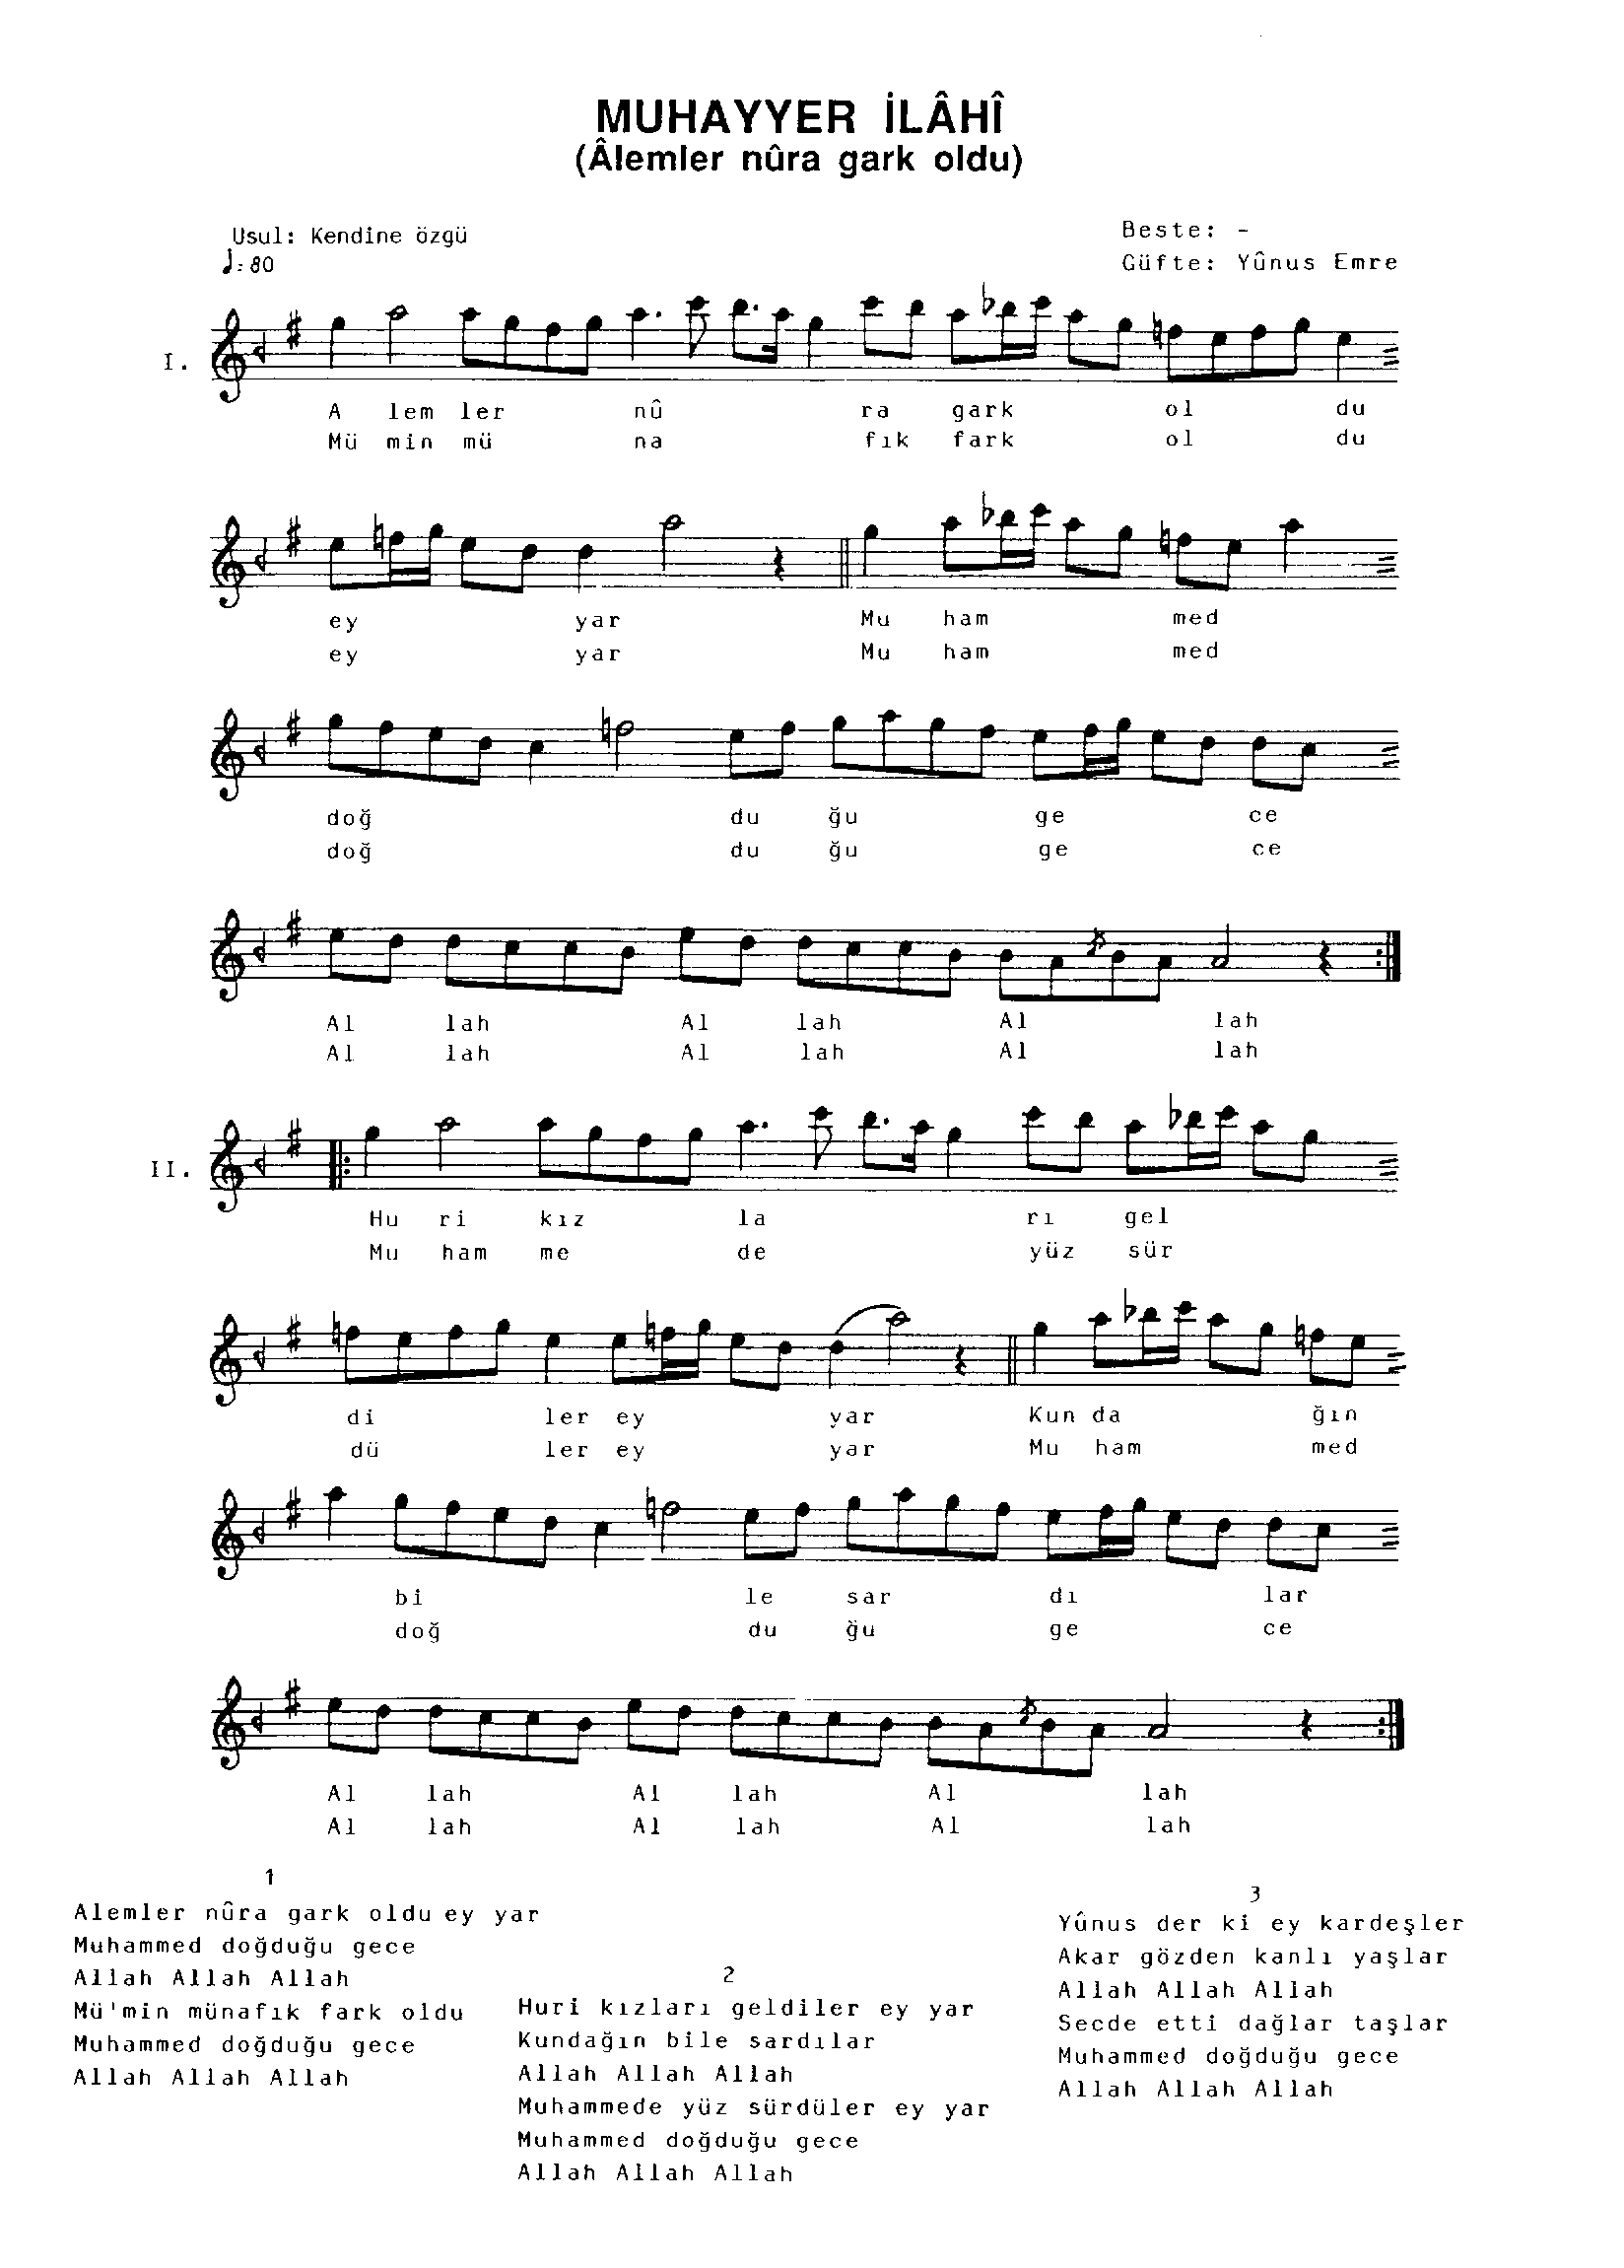 MUHAYYER İLÂHÎ
(Âlemler nûra gark oldu)
Usul: Kendine özgü
♩=80
Beste: -
Güfte: Yûnus Emre
I.
A lem ler nû ra gark ol du
Mü min mü na fık fark ol du
ey yar Mu ham med
ey yar Mu ham med
doğ du ğu ge ce
doğ du ğu ge ce
Al lah Al lah Al lah
Al lah Al lah Al lah
II.
Hu ri kız la rı gel
Mu ham me de yüz sür
di ler ey yar Kun da ğın
dü ler ey yar Mu ham med
bi le sar dı lar
doğ du ğu ge ce
Al lah Al lah Al lah
Al lah Al lah Al lah
1
Alemler nûra gark oldu ey yar
Muhammed doğduğu gece
Allah Allah Allah
Mü'min münafık fark oldu
Muhammed doğduğu gece
Allah Allah Allah
2
Huri kızları geldiler ey yar
Kundağın bile sardılar
Allah Allah Allah
Muhammede yüz sürdüler ey yar
Muhammed doğduğu gece
Allah Allah Allah
3
Yûnus der ki ey kardeşler
Akar gözden kanlı yaşlar
Allah Allah Allah
Secde etti dağlar taşlar
Muhammed doğduğu gece
Allah Allah Allah